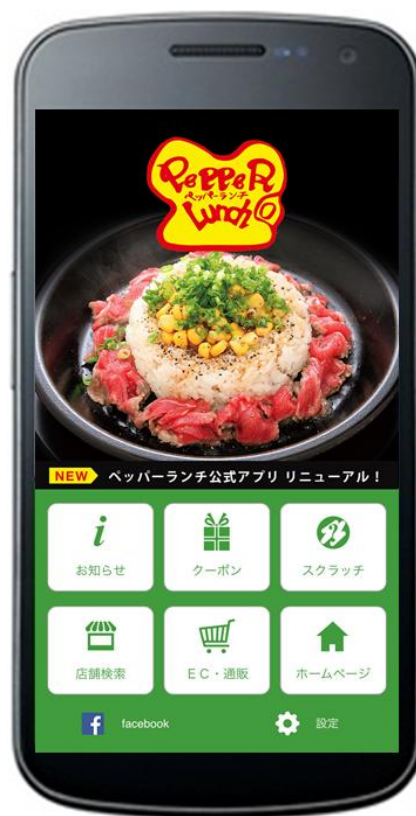 PePPeR
ペッパーランチ
Lunch
NEW ペッパーランチ公式アプリ リニューアル！
i
お知らせ
クーポン
スクラッチ
店舗検索
EC・通販
ホームページ
f facebook
設定